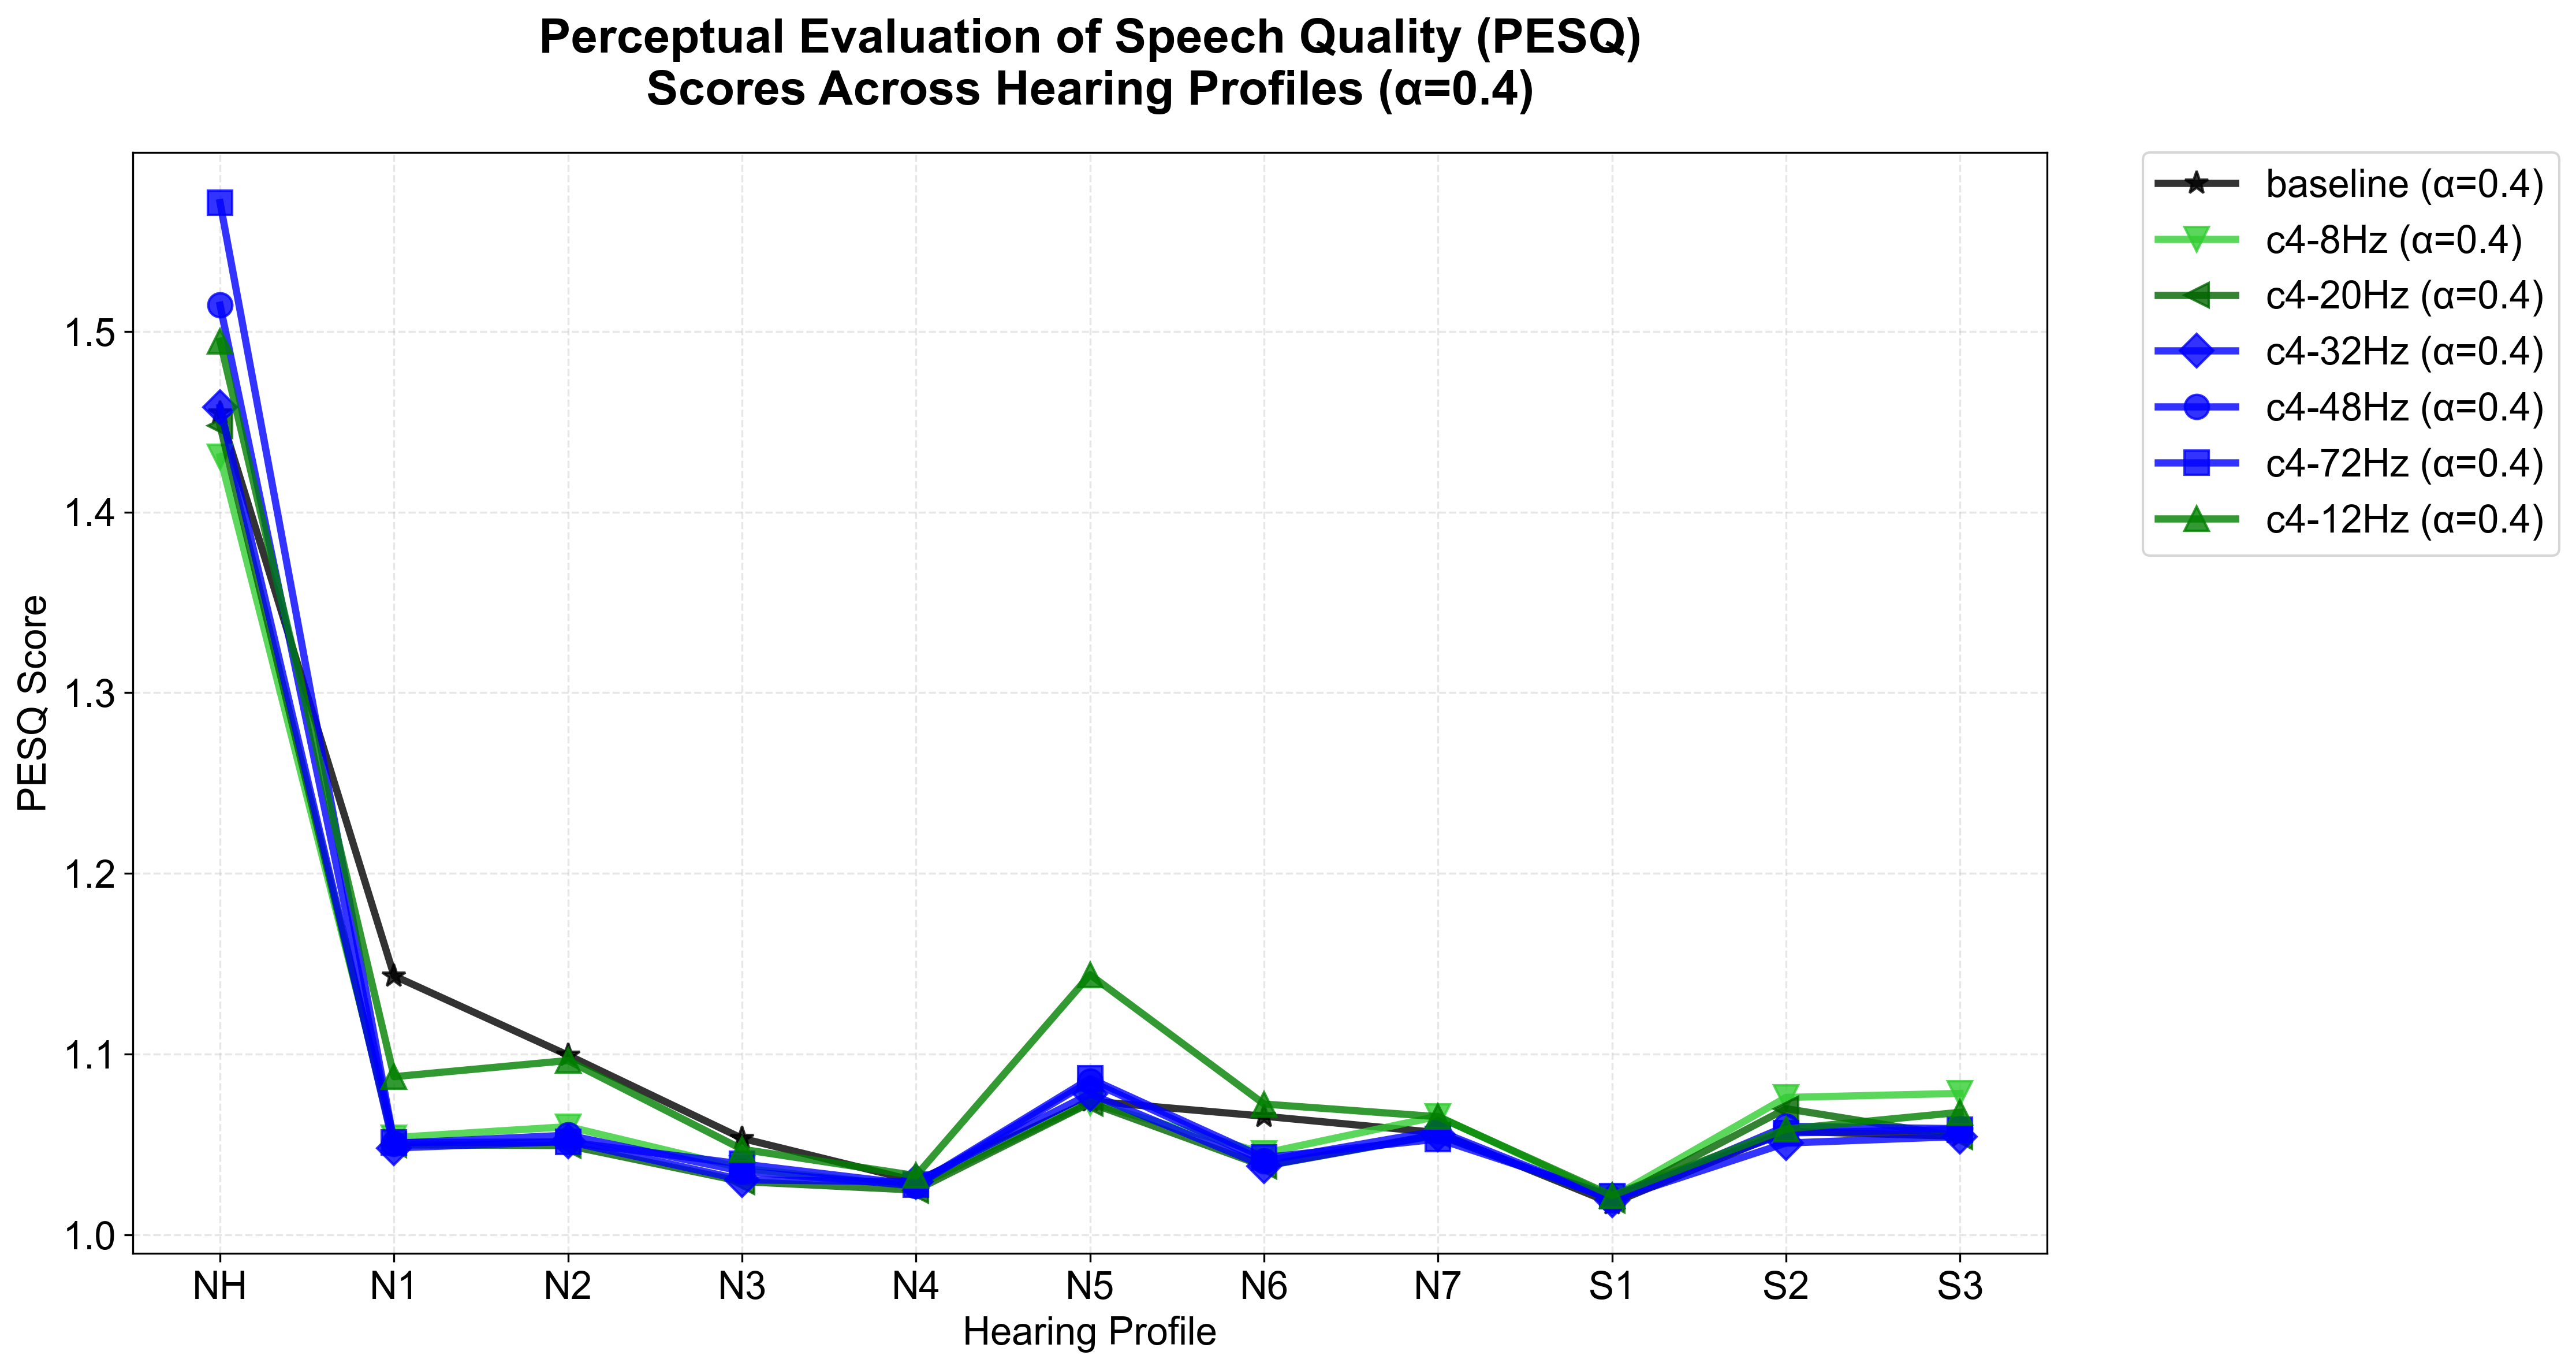 Perceptual Evaluation of Speech Quality (PESQ)
Scores Across Hearing Profiles (α=0.4)
baseline (α=0.4)
c4-8Hz (α=0.4)
c4-20Hz (α=0.4)
c4-32Hz (α=0.4)
c4-48Hz (α=0.4)
c4-72Hz (α=0.4)
c4-12Hz (α=0.4)
PESQ Score
1.5
1.4
1.3
1.2
1.1
1.0
NH N1 N2 N3 N4 N5 N6 N7 S1 S2 S3
Hearing Profile